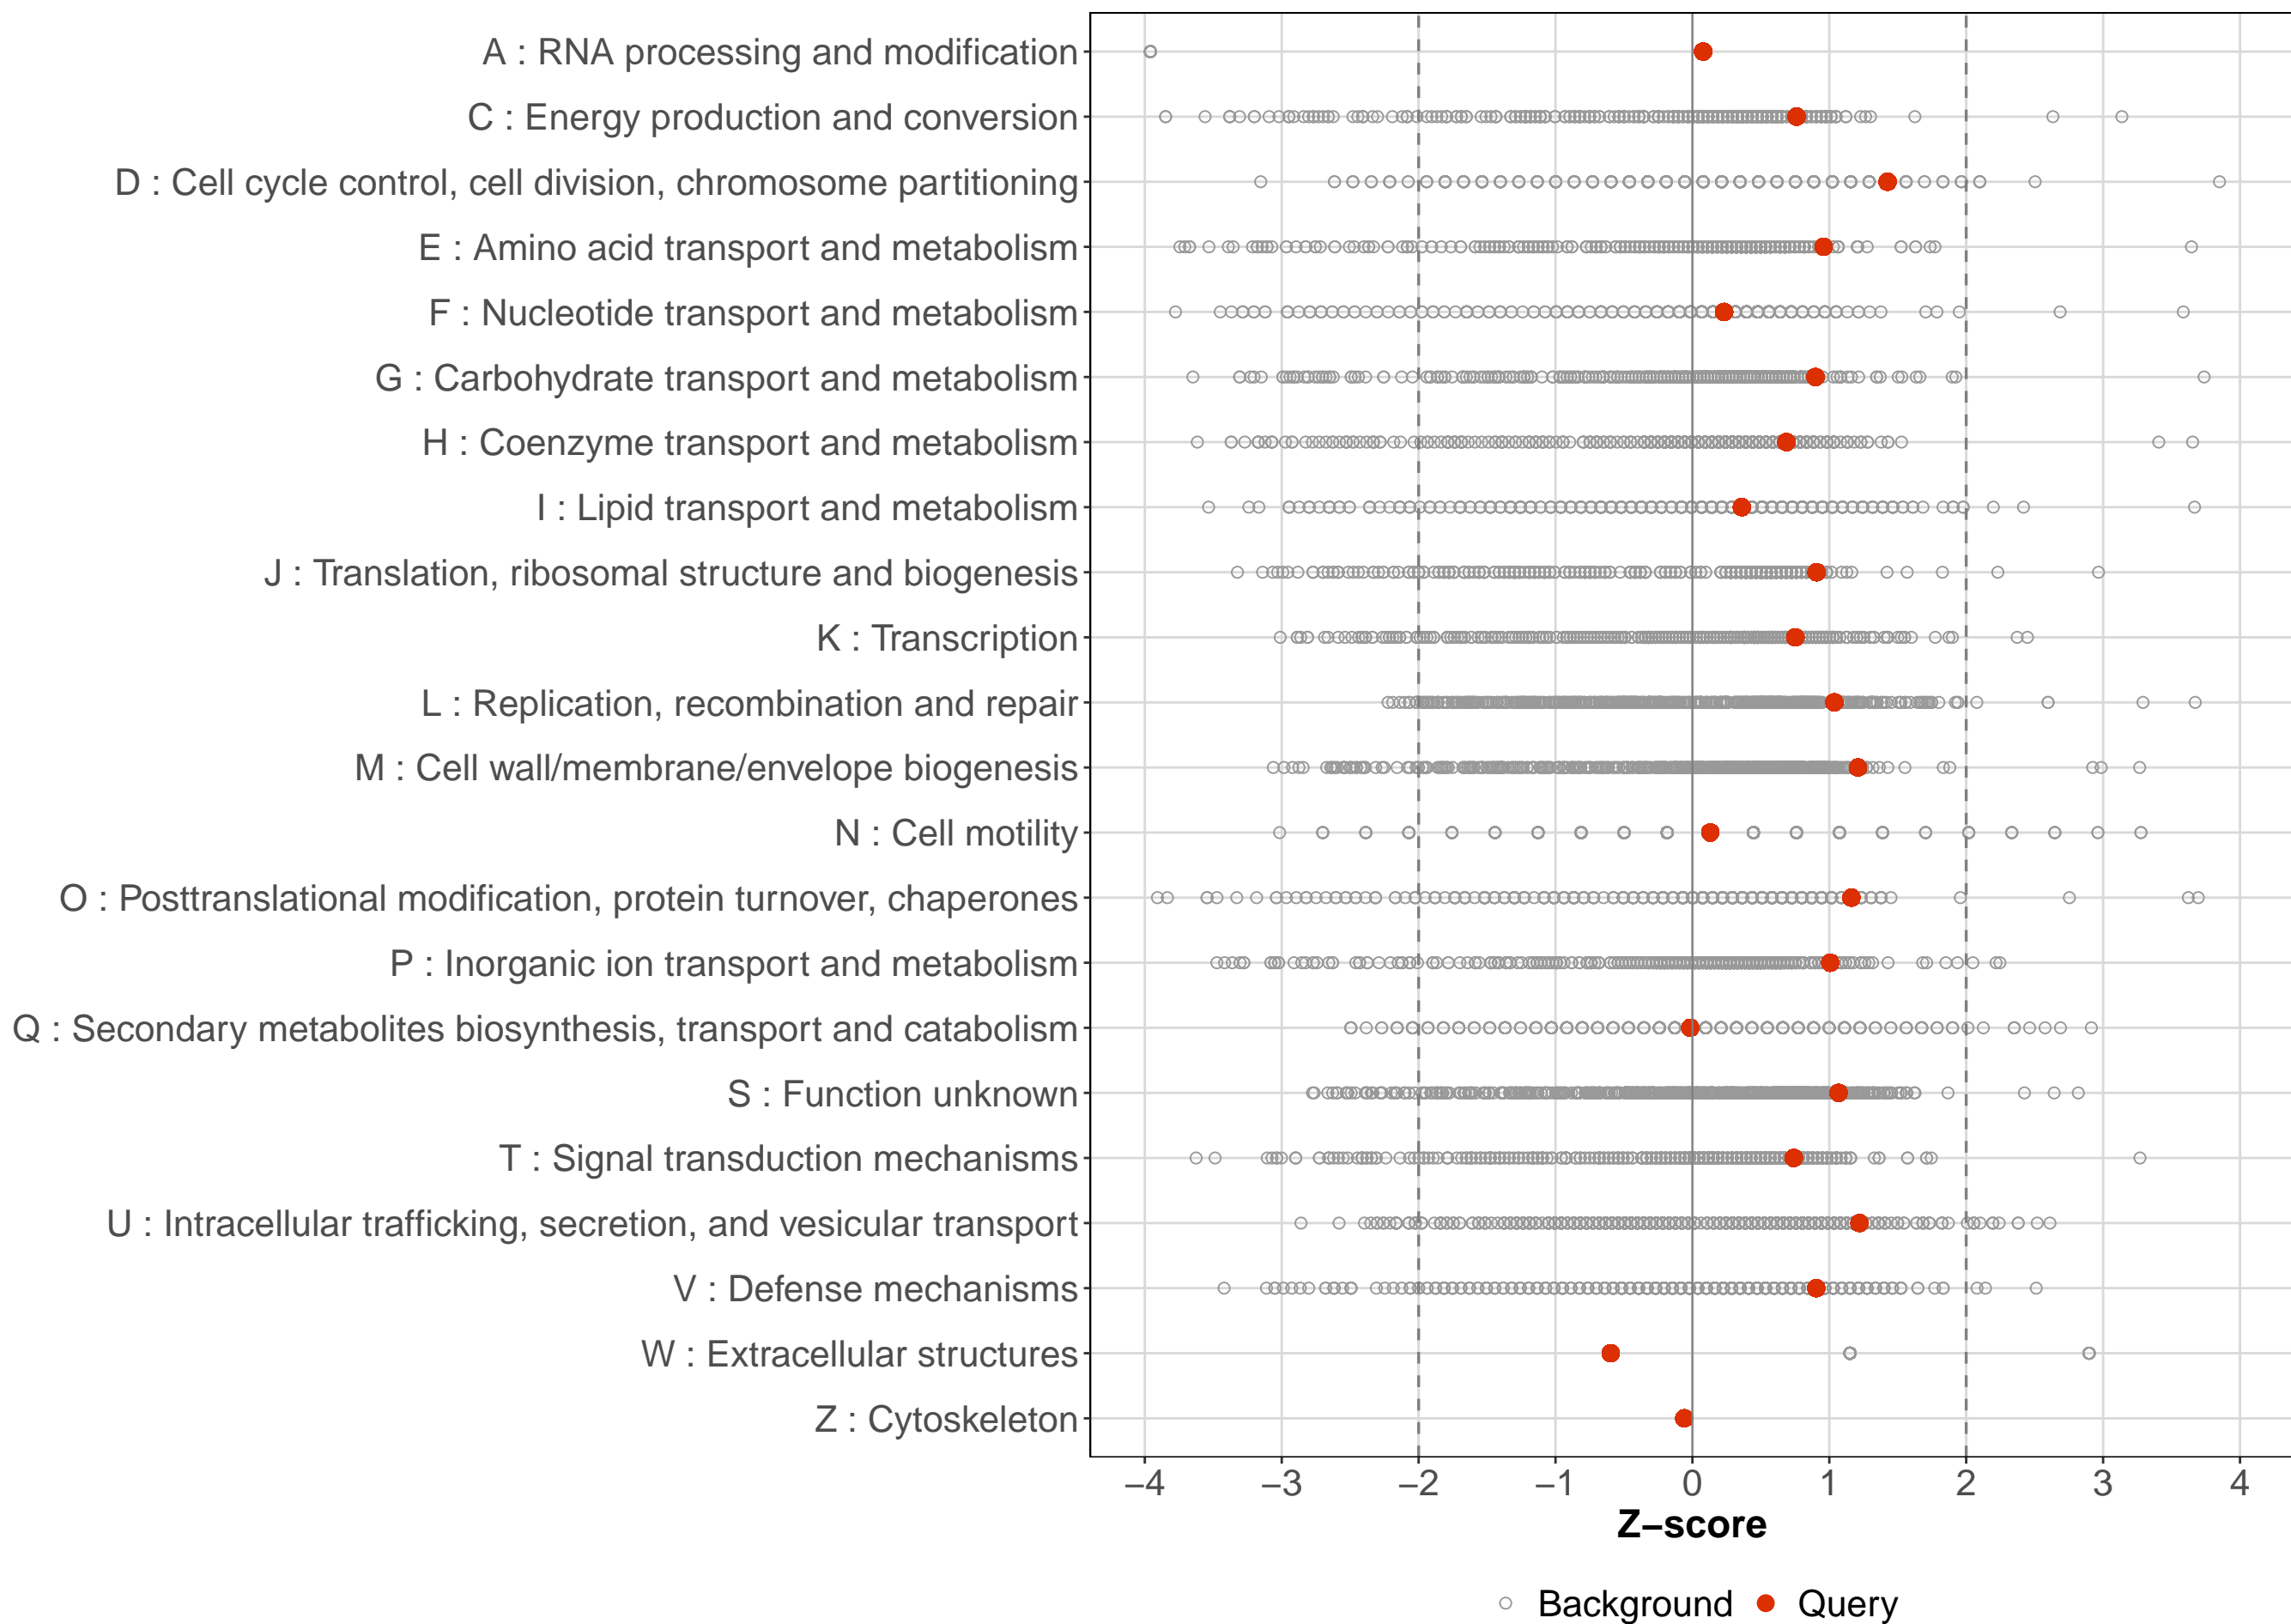 A : RNA processing and modification
C : Energy production and conversion
D : Cell cycle control, cell division, chromosome partitioning
E : Amino acid transport and metabolism
F : Nucleotide transport and metabolism
G : Carbohydrate transport and metabolism
H : Coenzyme transport and metabolism
I : Lipid transport and metabolism
J : Translation, ribosomal structure and biogenesis
K : Transcription
L : Replication, recombination and repair
M : Cell wall/membrane/envelope biogenesis
N : Cell motility
O : Posttranslational modification, protein turnover, chaperones
P : Inorganic ion transport and metabolism
Q : Secondary metabolites biosynthesis, transport and catabolism
S : Function unknown
T : Signal transduction mechanisms
U : Intracellular trafficking, secretion, and vesicular transport
V : Defense mechanisms
W : Extracellular structures
Z : Cytoskeleton
−4 −3 −2 −1 0 1 2 3 4
Z−score
Background Query